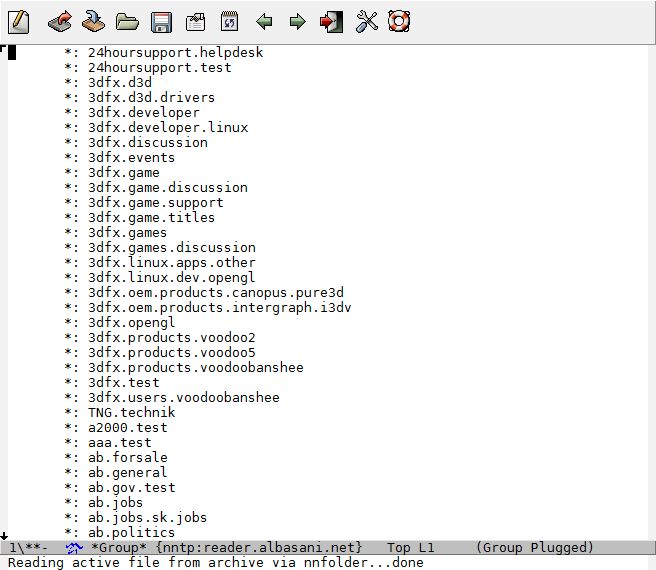 *: 24hoursupport.helpdesk
*: 24hoursupport.test
*: 3dfx.d3d
*: 3dfx.d3d.drivers
*: 3dfx.developer
*: 3dfx.developer.linux
*: 3dfx.discussion
*: 3dfx.events
*: 3dfx.game
*: 3dfx.game.discussion
*: 3dfx.game.support
*: 3dfx.game.titles
*: 3dfx.games
*: 3dfx.games.discussion
*: 3dfx.linux.apps.other
*: 3dfx.linux.dev.opengl
*: 3dfx.oem.products.canopus.pure3d
*: 3dfx.oem.products.intergraph.i3dv
*: 3dfx.opengl
*: 3dfx.products.voodoo2
*: 3dfx.products.voodoo5
*: 3dfx.products.voodoobanshee
*: 3dfx.test
*: 3dfx.users.voodoobanshee
*: TNG.technik
*: a2000.test
*: aaa.test
*: ab.forsale
*: ab.general
*: ab.gov.test
*: ab.jobs
*: ab.jobs.sk.jobs
*: ab.politics
1\**- *Group* {nntp:reader.albasani.net} Top L1 (Group Plugged)
Reading active file from archive via nnfolder...done